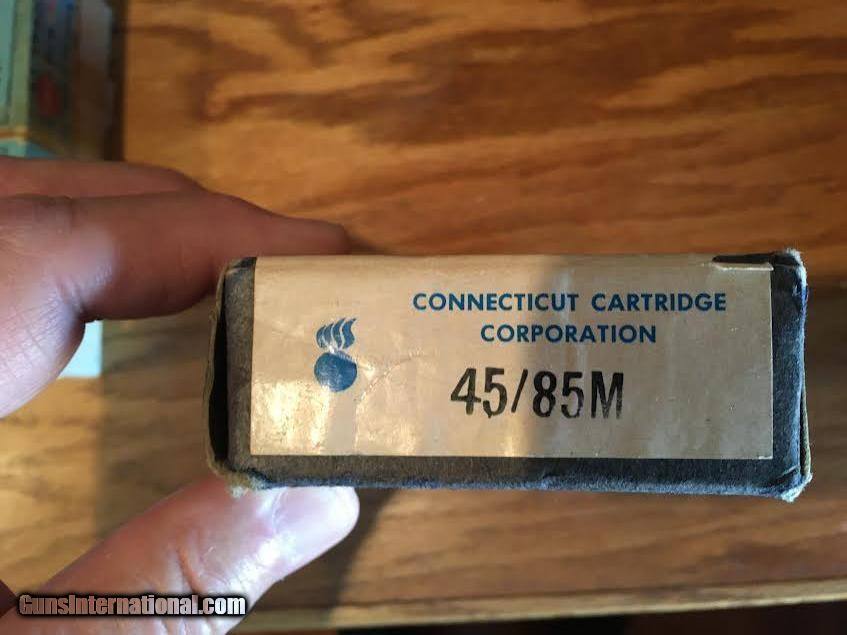 CONNECTICUT CARTRIDGE
CORPORATION
45/85M
GunsInternational.com